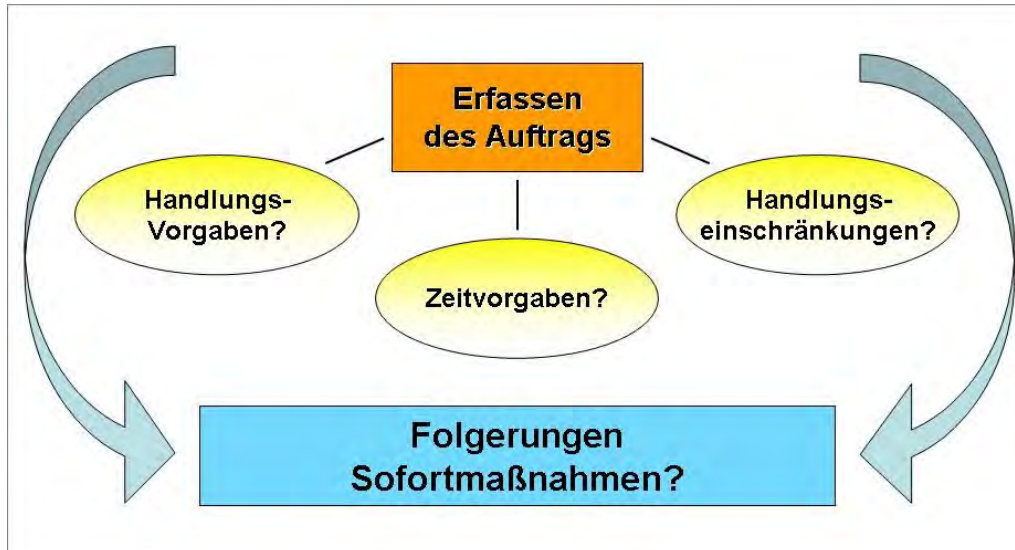 Erfassen
des Auftrags
Handlungs-
Vorgaben?
Handlungs-
einschränkungen?
Zeitvorgaben?
Folgerungen
Sofortmaßnahmen?